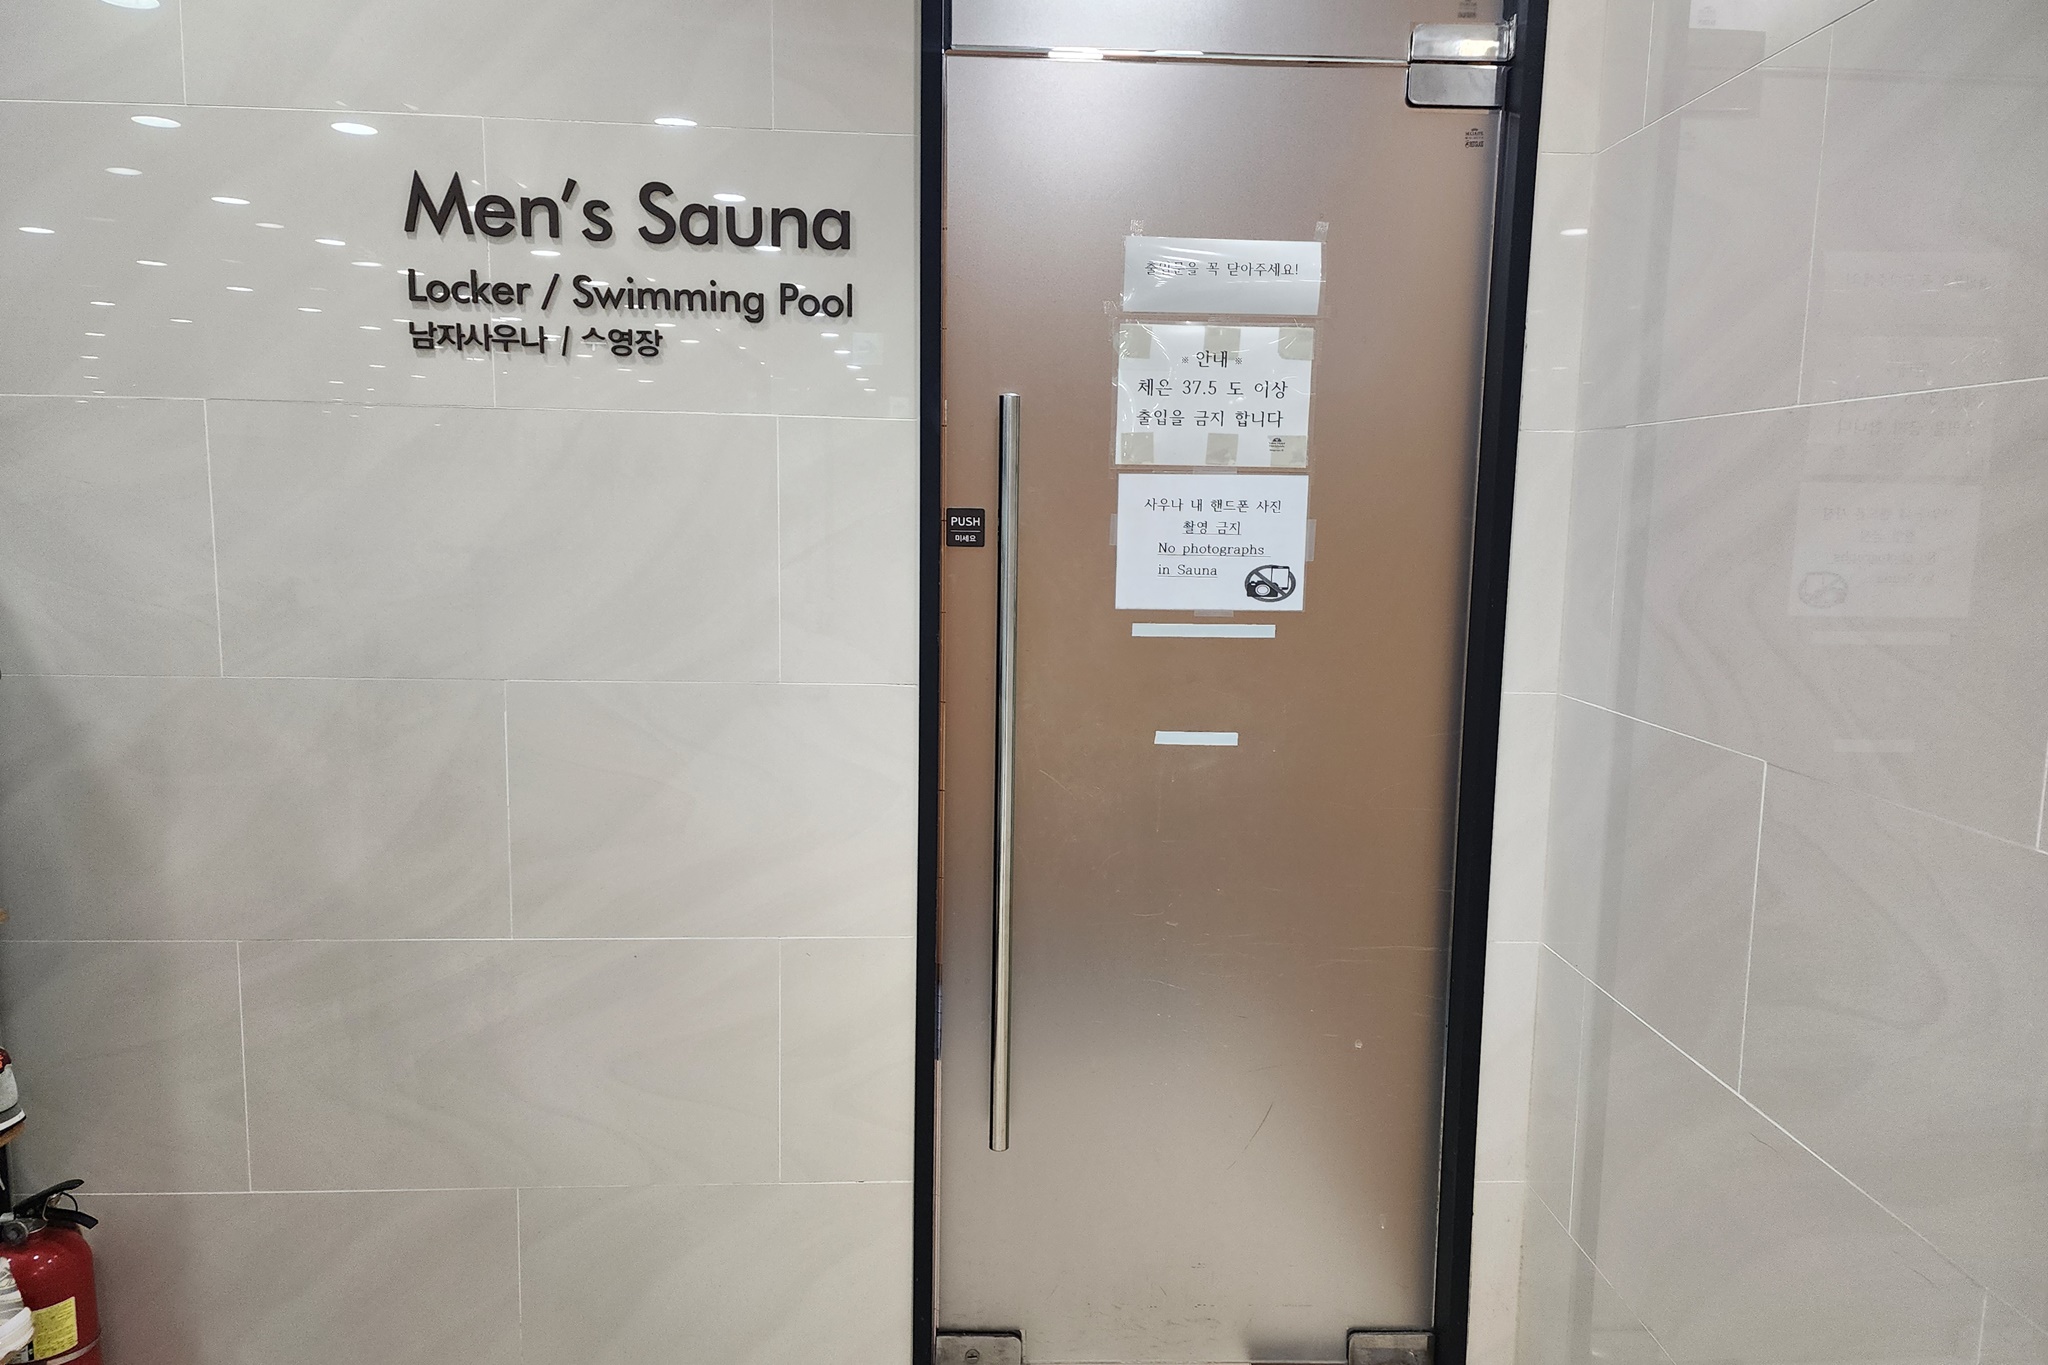 Men's Sauna
Locker / Swimming Pool
남자사우나 / 수영장
출입문을 꼭 닫아주세요!
※ 안내 ※
체온 37.5 도 이상
출입을 금지 합니다
사우나 내 핸드폰 사진
촬영 금지
No photographs
in Sauna
PUSH
미세요